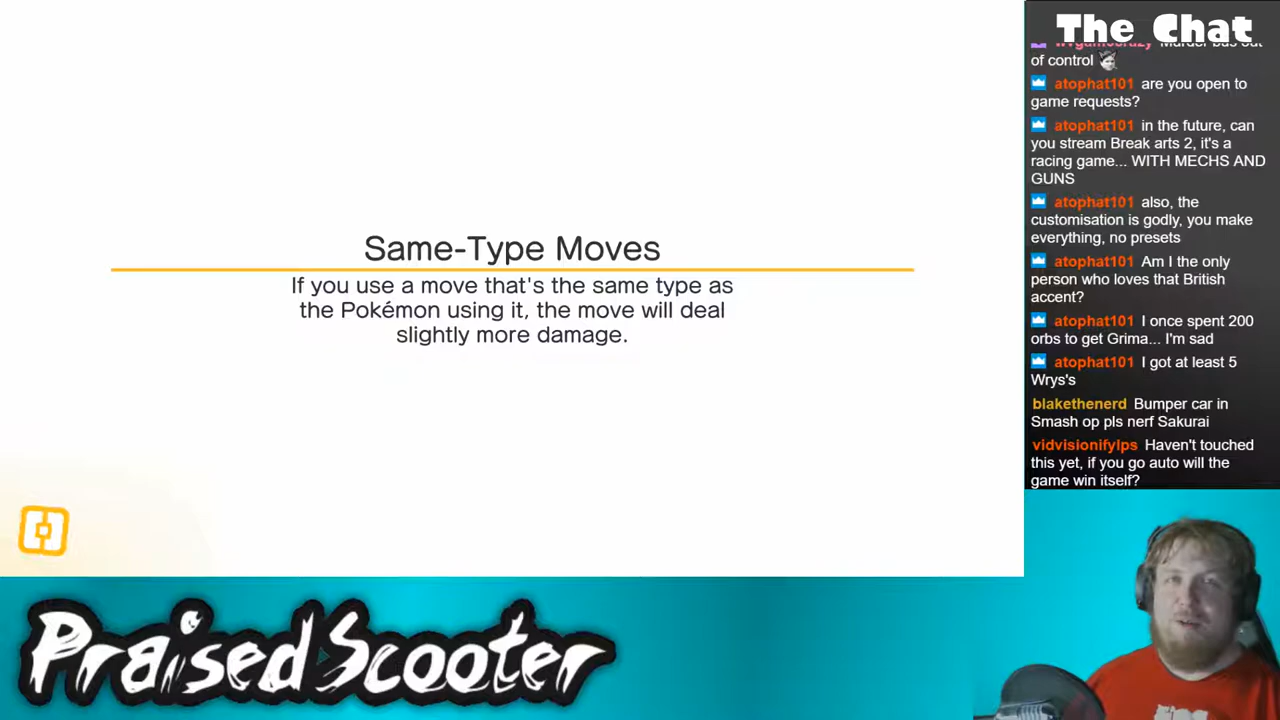 Same-Type Moves
If you use a move that's the same type as
the Pokémon using it, the move will deal
slightly more damage.
The Chat
of control
atophat101 are you open to
game requests?
atophat101 in the future, can
you stream Break arts 2, it's a
racing game... WITH MECHS AND
GUNS
atophat101 also, the
customisation is godly, you make
everything, no presets
atophat101 Am I the only
person who loves that British
accent?
atophat101 I once spent 200
orbs to get Grima... I'm sad
atophat101 I got at least 5
Wrys's
blakethenerd Bumper car in
Smash op pls nerf Sakurai
vidvisionifylps Haven't touched
this yet, if you go auto will the
game win itself?
PraisedScooter